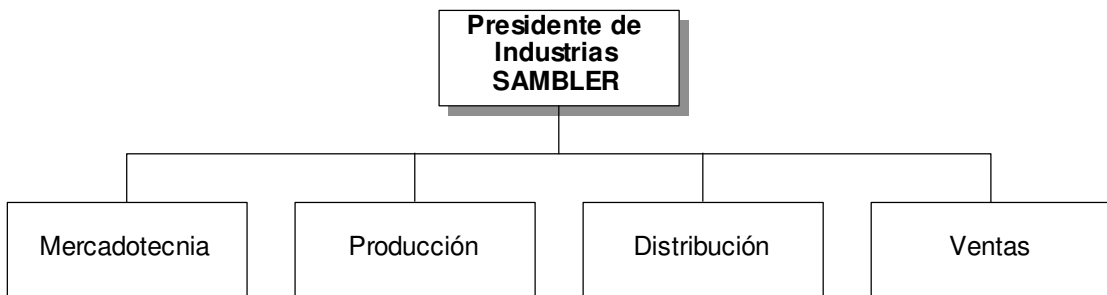 Presidente de
Industrias
SAMBLER
Mercadotecnia
Producción
Distribución
Ventas